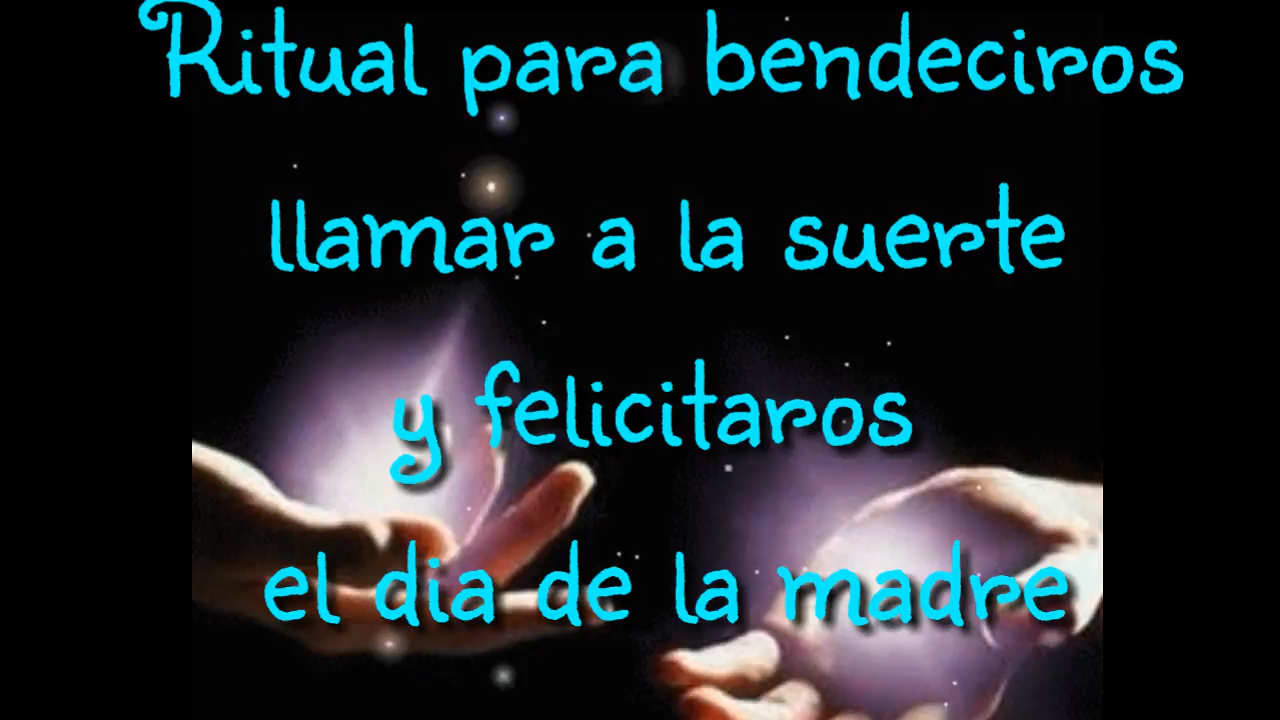 Ritual para bendeciros
llamar a la suerte
y felicitaros
el dia de la madre